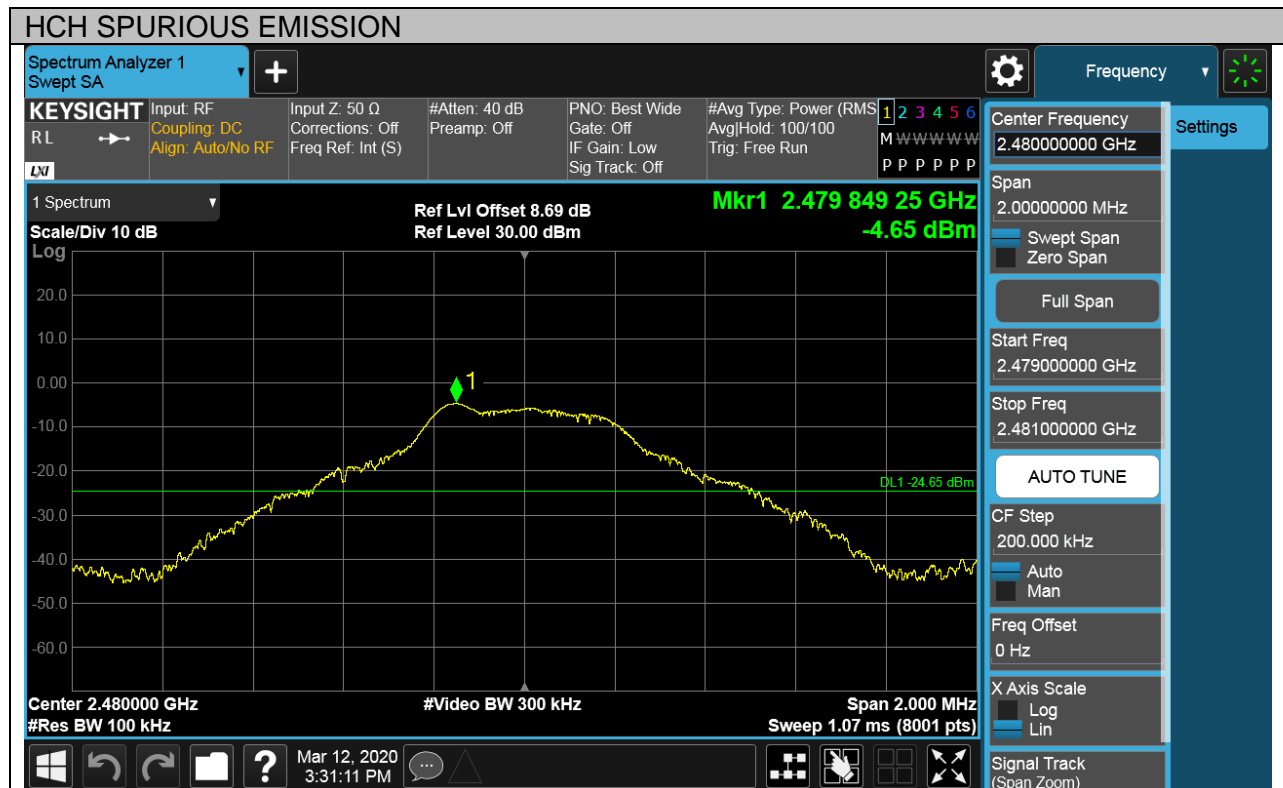 HCH SPURIOUS EMISSION
Spectrum Analyzer 1
Swept SA
+
Frequency
KEYSIGHT
RL
LXI
Input: RF
Coupling: DC
Align: Auto/No RF
Input Z: 50 Ω
Corrections: Off
Freq Ref: Int (S)
#Atten: 40 dB
Preamp: Off
PNO: Best Wide
Gate: Off
IF Gain: Low
Sig Track: Off
#Avg Type: Power (RMS
Avg|Hold: 100/100
Trig: Free Run
1 2 3 4 5 6
M W W W W W
P P P P P P
1 Spectrum
Scale/Div 10 dB
Ref Lvl Offset 8.69 dB
Ref Level 30.00 dBm
Mkr1 2.479 849 25 GHz
-4.65 dBm
Log
20.0
10.0
0.00
-10.0
-20.0
-30.0
-40.0
-50.0
-60.0
1
DL1 -24.65 dBm
Center 2.480000 GHz
#Res BW 100 kHz
#Video BW 300 kHz
Span 2.000 MHz
Sweep 1.07 ms (8001 pts)
?
Mar 12, 2020
3:31:11 PM
Center Frequency
2.480000000 GHz
Settings
Span
2.00000000 MHz
Swept Span
Zero Span
Full Span
Start Freq
2.479000000 GHz
Stop Freq
2.481000000 GHz
AUTO TUNE
CF Step
200.000 kHz
Auto
Man
Freq Offset
0 Hz
X Axis Scale
Log
Lin
Signal Track
(Span Zoom)